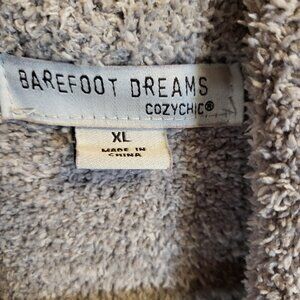 BAREFOOT DREAMS
COZYCHIC®
XL
MADE IN
CHINA